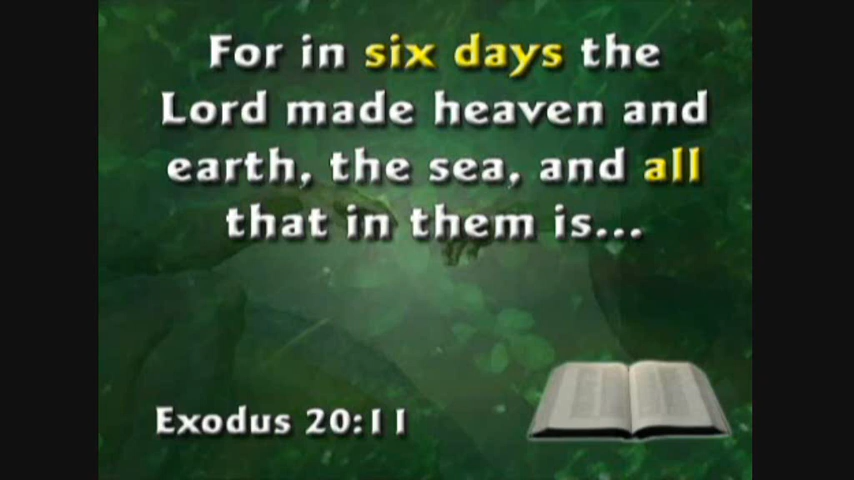 For in six days the
Lord made heaven and
earth, the sea, and all
that in them is...
Exodus 20:11